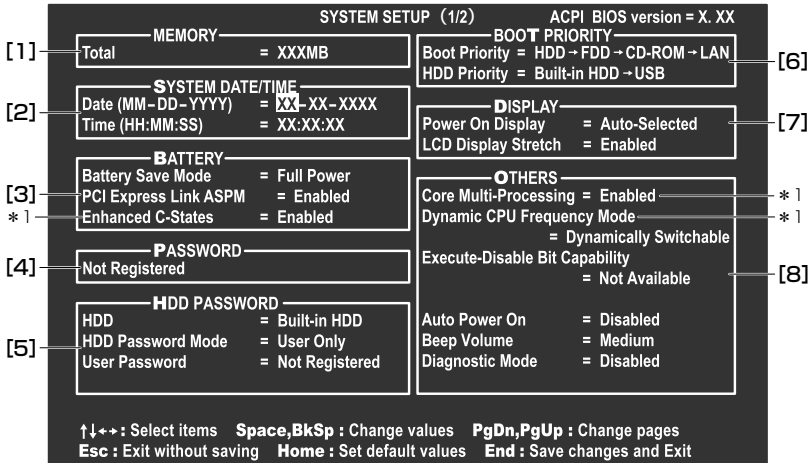 SYSTEM SETUP (1/2) ACPI BIOS version = X. XX
[1]
MEMORY
Total = XXXMB
[2]
SYSTEM DATE/TIME
Date (MM-DD-YYYY) = XX-XX-XXXX
Time (HH:MM:SS) = XX:XX:XX
[3]
BATTERY
Battery Save Mode = Full Power
PCI Express Link ASPM = Enabled
*1
Enhanced C-States = Enabled
[4]
PASSWORD
Not Registered
[5]
HDD PASSWORD
HDD = Built-in HDD
HDD Password Mode = User Only
User Password = Not Registered
BOOT PRIORITY
Boot Priority = HDD→FDD→CD-ROM→LAN
HDD Priority = Built-in HDD→USB
[6]
DISPLAY
Power On Display = Auto-Selected
LCD Display Stretch = Enabled
[7]
OTHERS
Core Multi-Processing = Enabled
*1
Dynamic CPU Frequency Mode
*1
= Dynamically Switchable
Execute-Disable Bit Capability
= Not Available
[8]
Auto Power On = Disabled
Beep Volume = Medium
Diagnostic Mode = Disabled
↑↓←→: Select items Space,BkSp : Change values PgDn,PgUp : Change pages
Esc : Exit without saving Home : Set default values End : Save changes and Exit